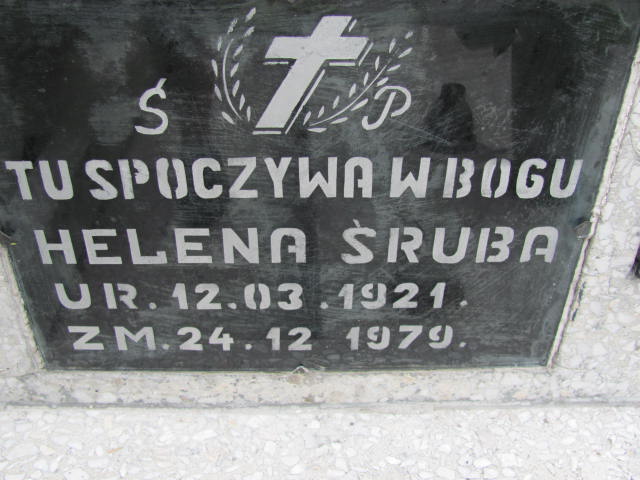 Ś P
TU SPOCZYWA W BOGU
HELENA ŚRUBA
UR. 12.03.1921.
ZM. 24.12 1979.